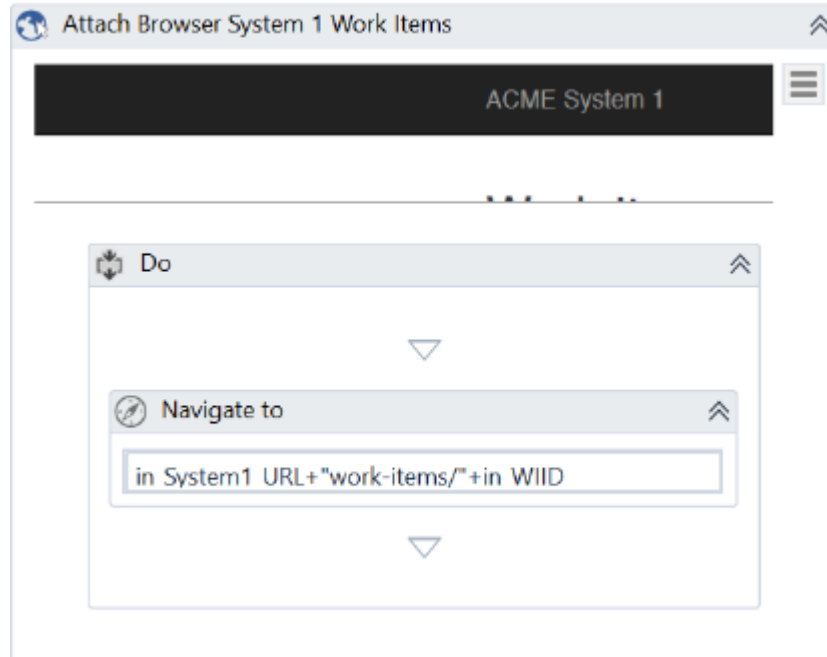 Attach Browser System 1 Work Items
ACME System 1
Do
Navigate to
in System1 URL+"work-items/"+in WIID